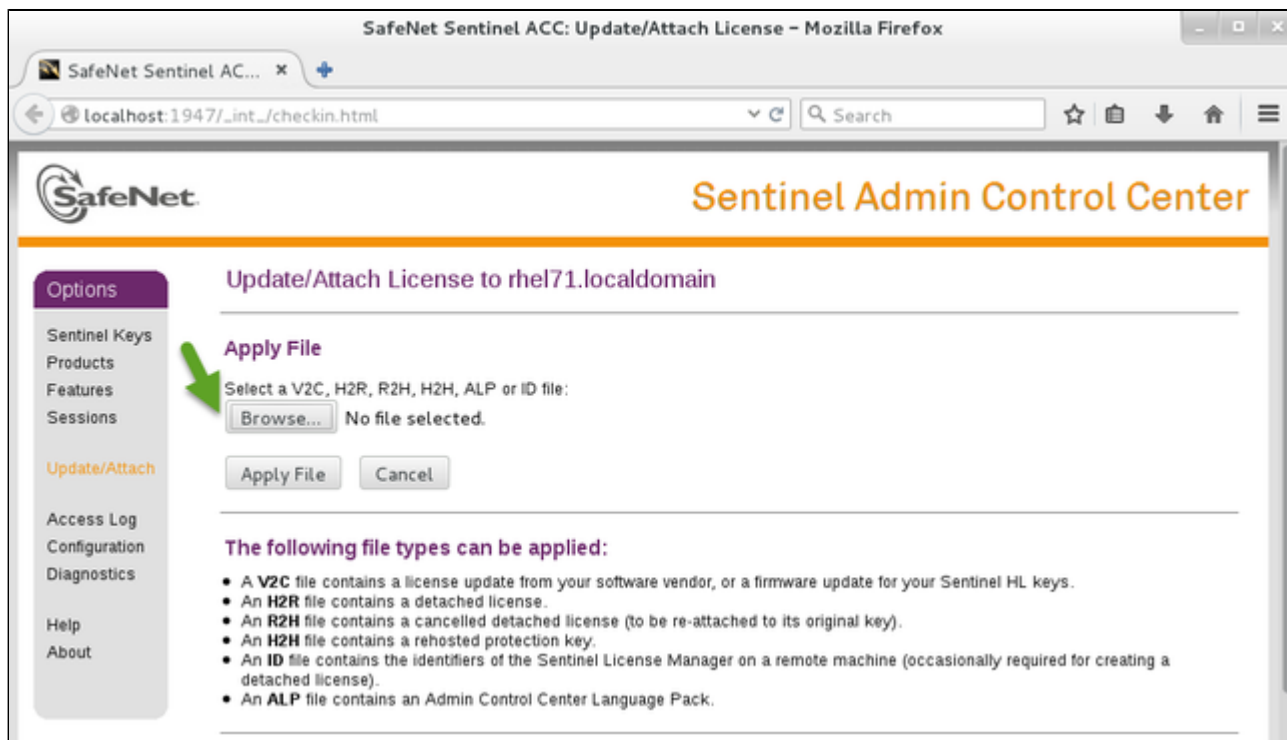 SafeNet Sentinel ACC: Update/Attach License – Mozilla Firefox
SafeNet Sentinel AC...
localhost:1947/_int_/checkin.html
Search
SafeNet.
Sentinel Admin Control Center
Options
Sentinel Keys
Products
Features
Sessions
Update/Attach
Access Log
Configuration
Diagnostics
Help
About
Update/Attach License to rhel71.localdomain
Apply File
Select a V2C, H2R, R2H, H2H, ALP or ID file:
Browse... No file selected.
Apply File Cancel
The following file types can be applied:
• A V2C file contains a license update from your software vendor, or a firmware update for your Sentinel HL keys.
• An H2R file contains a detached license.
• An R2H file contains a cancelled detached license (to be re-attached to its original key).
• An H2H file contains a rehosted protection key.
• An ID file contains the identifiers of the Sentinel License Manager on a remote machine (occasionally required for creating a
detached license).
• An ALP file contains an Admin Control Center Language Pack.